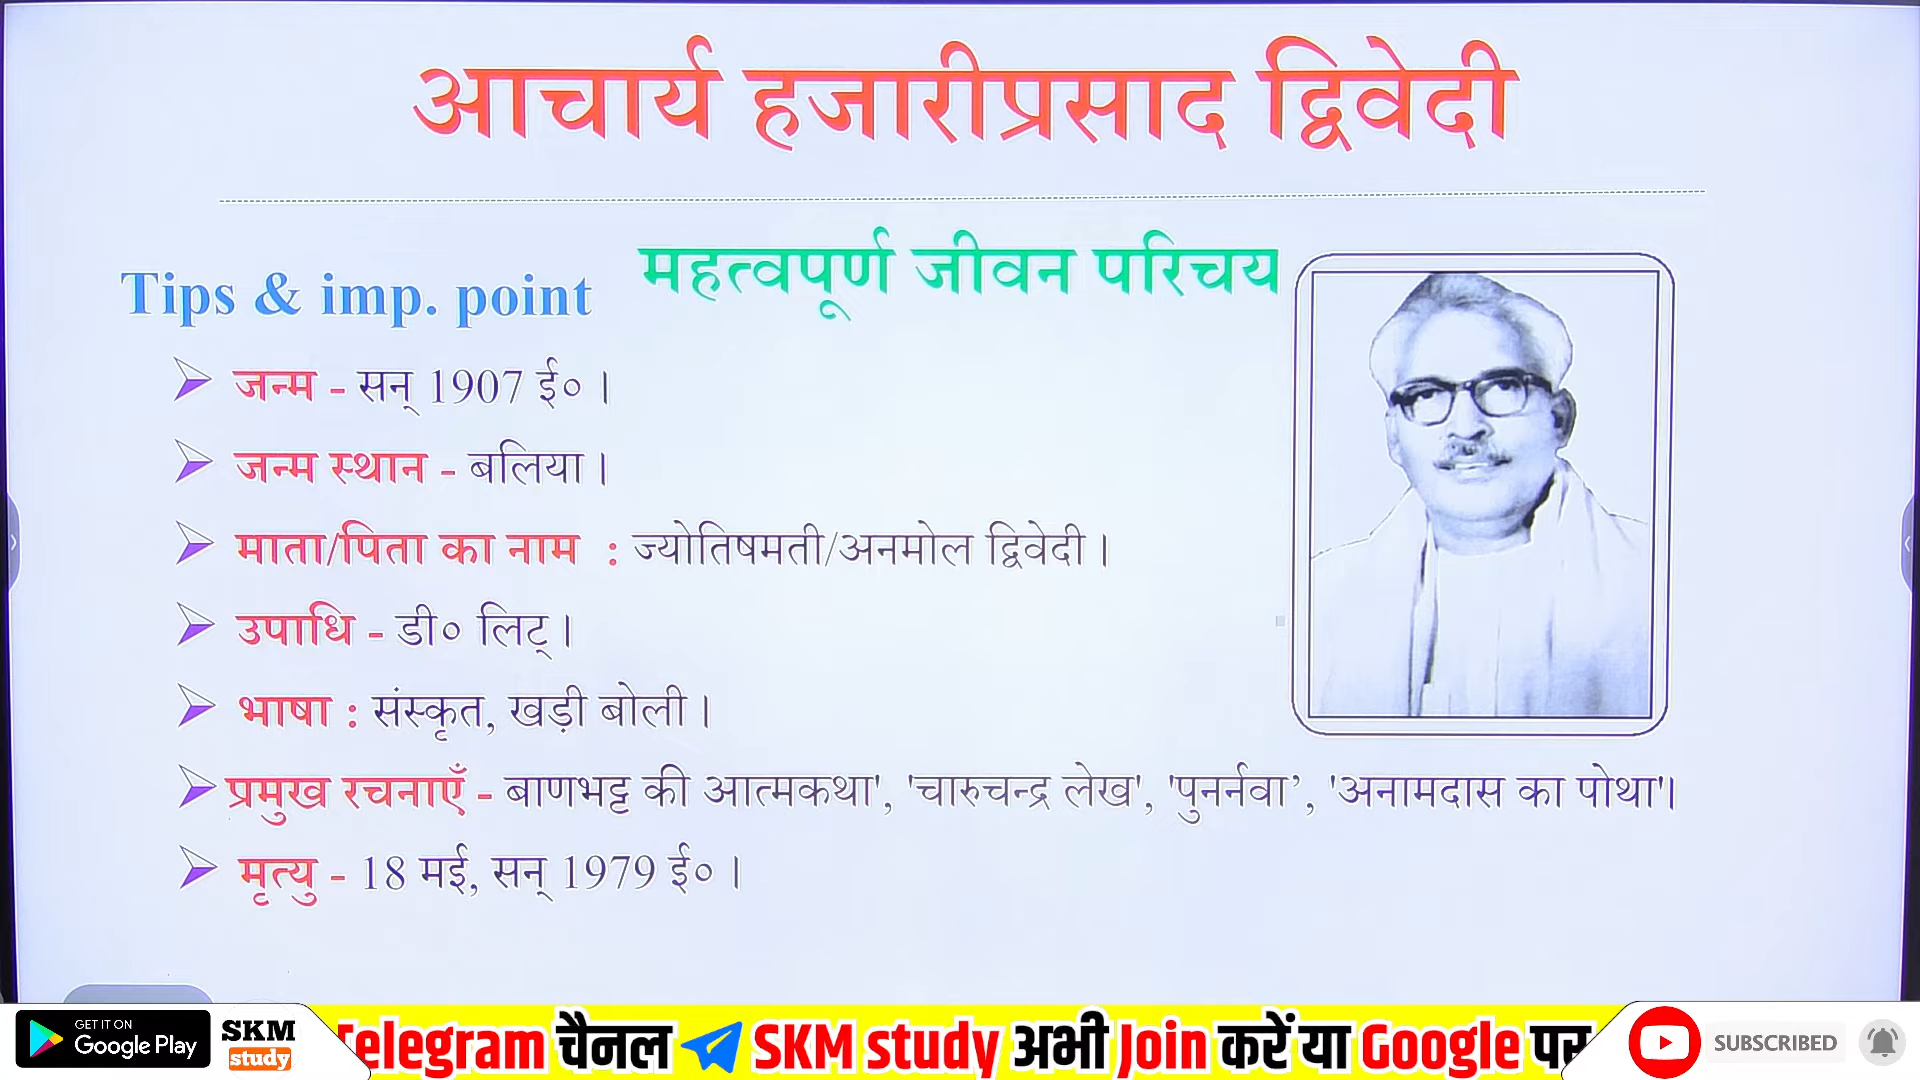 आचार्य हजारीप्रसाद द्विवेदी
महत्वपूर्ण जीवन परिचय
Tips & imp. point
जन्म - सन् 1907 ई० ।
जन्म स्थान - बलिया ।
माता/पिता का नाम : ज्योतिषमती/अनमोल द्विवेदी ।
उपाधि - डी० लिट् ।
भाषा : संस्कृत, खड़ी बोली ।
प्रमुख रचनाएँ - बाणभट्ट की आत्मकथा', 'चारुचन्द्र लेख', 'पुनर्नवा’, 'अनामदास का पोथा'।
मृत्यु - 18 मई, सन् 1979 ई० ।
GET IT ON
Google Play
SKM
study
Telegram चैनल SKM study अभी Join करें या Google पर
SUBSCRIBED